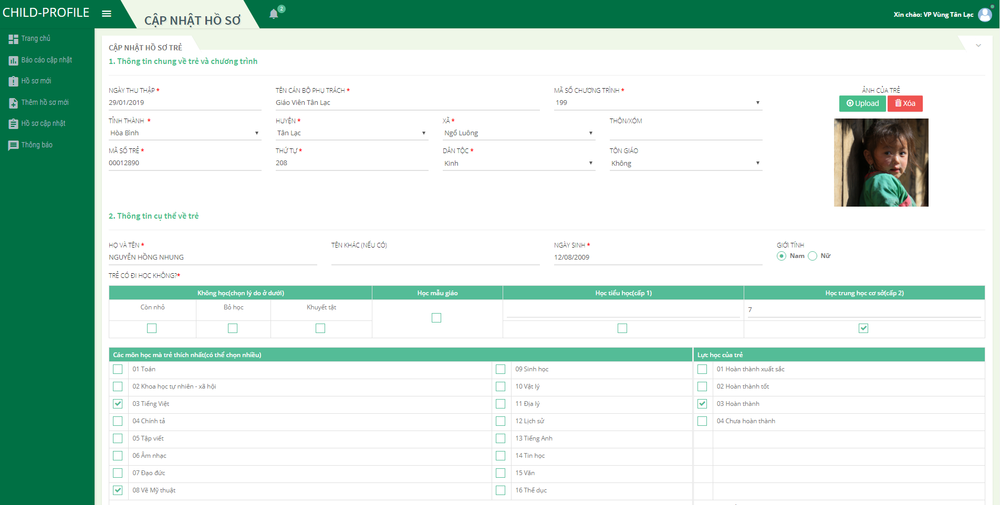 CHILD-PROFILE
CẬP NHẬT HỒ SƠ
2
Xin chào: VP Vùng Tân Lạc
Trang chủ
Báo cáo cập nhật
Hồ sơ mới
Thêm hồ sơ mới
Hồ sơ cập nhật
Thông báo
CẬP NHẬT HỒ SƠ TRẺ
1. Thông tin chung về trẻ và chương trình
NGÀY THU THẬP * TÊN CÁN BỘ PHỤ TRÁCH * MÃ SỐ CHƯƠNG TRÌNH * ẢNH CỦA TRẺ
29/01/2019 Giáo Viên Tân Lạc 199 Upload Xóa
TỈNH THÀNH * HUYỆN * XÃ * THÔN/XÓM
Hòa Bình Tân Lạc Ngổ Luông
MÃ SỐ TRẺ * THỨ TỰ * DÂN TỘC * TÔN GIÁO
00012890 208 Kinh Không
2. Thông tin cụ thể về trẻ
HỌ VÀ TÊN * TÊN KHÁC (NẾU CÓ) NGÀY SINH * GIỚI TÍNH
NGUYỄN HỒNG NHUNG 12/08/2009 Nam Nữ
TRẺ CÓ ĐI HỌC KHÔNG?*
Không học(chọn lý do ở dưới) Học mẫu giáo Học tiểu học(cấp 1) Học trung học cơ sở(cấp 2)
Còn nhỏ Bỏ học Khuyết tật 7
Các môn học mà trẻ thích nhất(có thể chọn nhiều) Lực học của trẻ
01 Toán 09 Sinh học 01 Hoàn thành xuất sắc
02 Khoa học tự nhiên - xã hội 10 Vật lý 02 Hoàn thành tốt
03 Tiếng Việt 11 Địa lý 03 Hoàn thành
04 Chính tả 12 Lịch sử 04 Chưa hoàn thành
05 Tập viết 13 Tiếng Anh
06 Âm nhạc 14 Tin học
07 Đạo đức 15 Văn
08 Vẽ Mỹ thuật 16 Thể dục